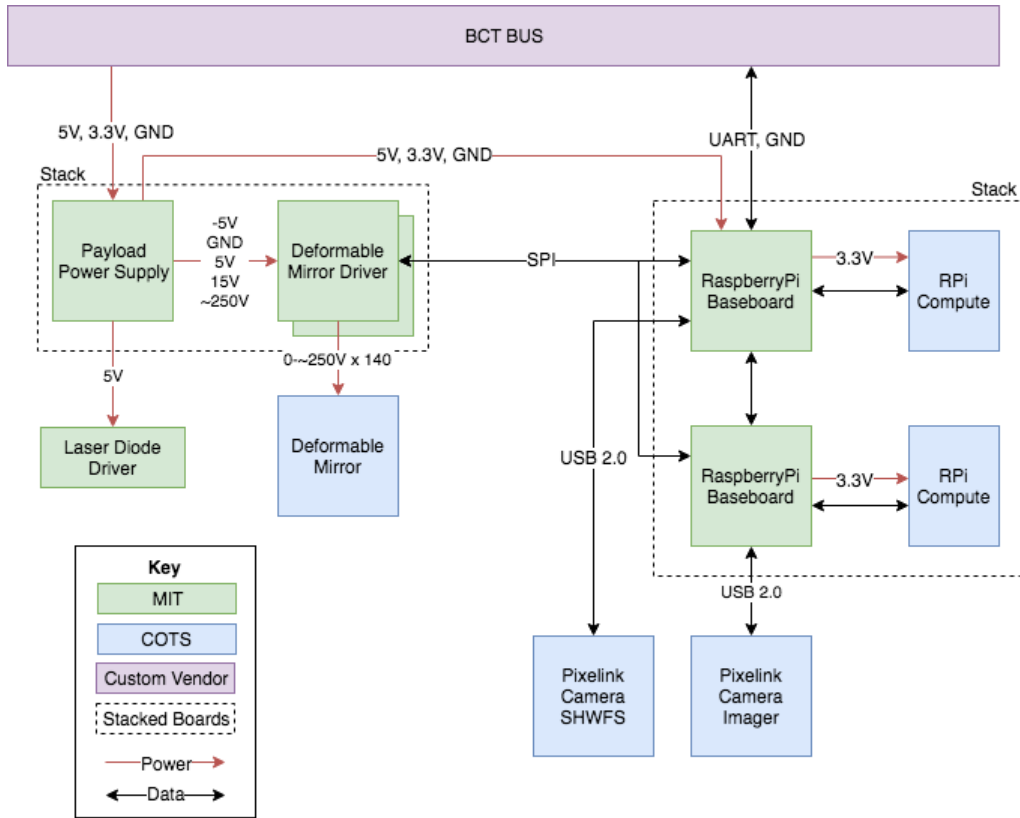 BCT BUS
5V, 3.3V, GND
UART, GND
5V, 3.3V, GND
Stack
Stack
Payload
Power Supply
-5V
GND
5V
15V
~250V
Deformable
Mirror Driver
SPI
RaspberryPi
Baseboard
3.3V
RPi
Compute
0-~250V x 140
5V
Laser Diode
Driver
Deformable
Mirror
USB 2.0
RaspberryPi
Baseboard
3.3V
RPi
Compute
USB 2.0
Pixelink
Camera
SHWFS
Pixelink
Camera
Imager
Key
MIT
COTS
Custom Vendor
Stacked Boards
Power
Data